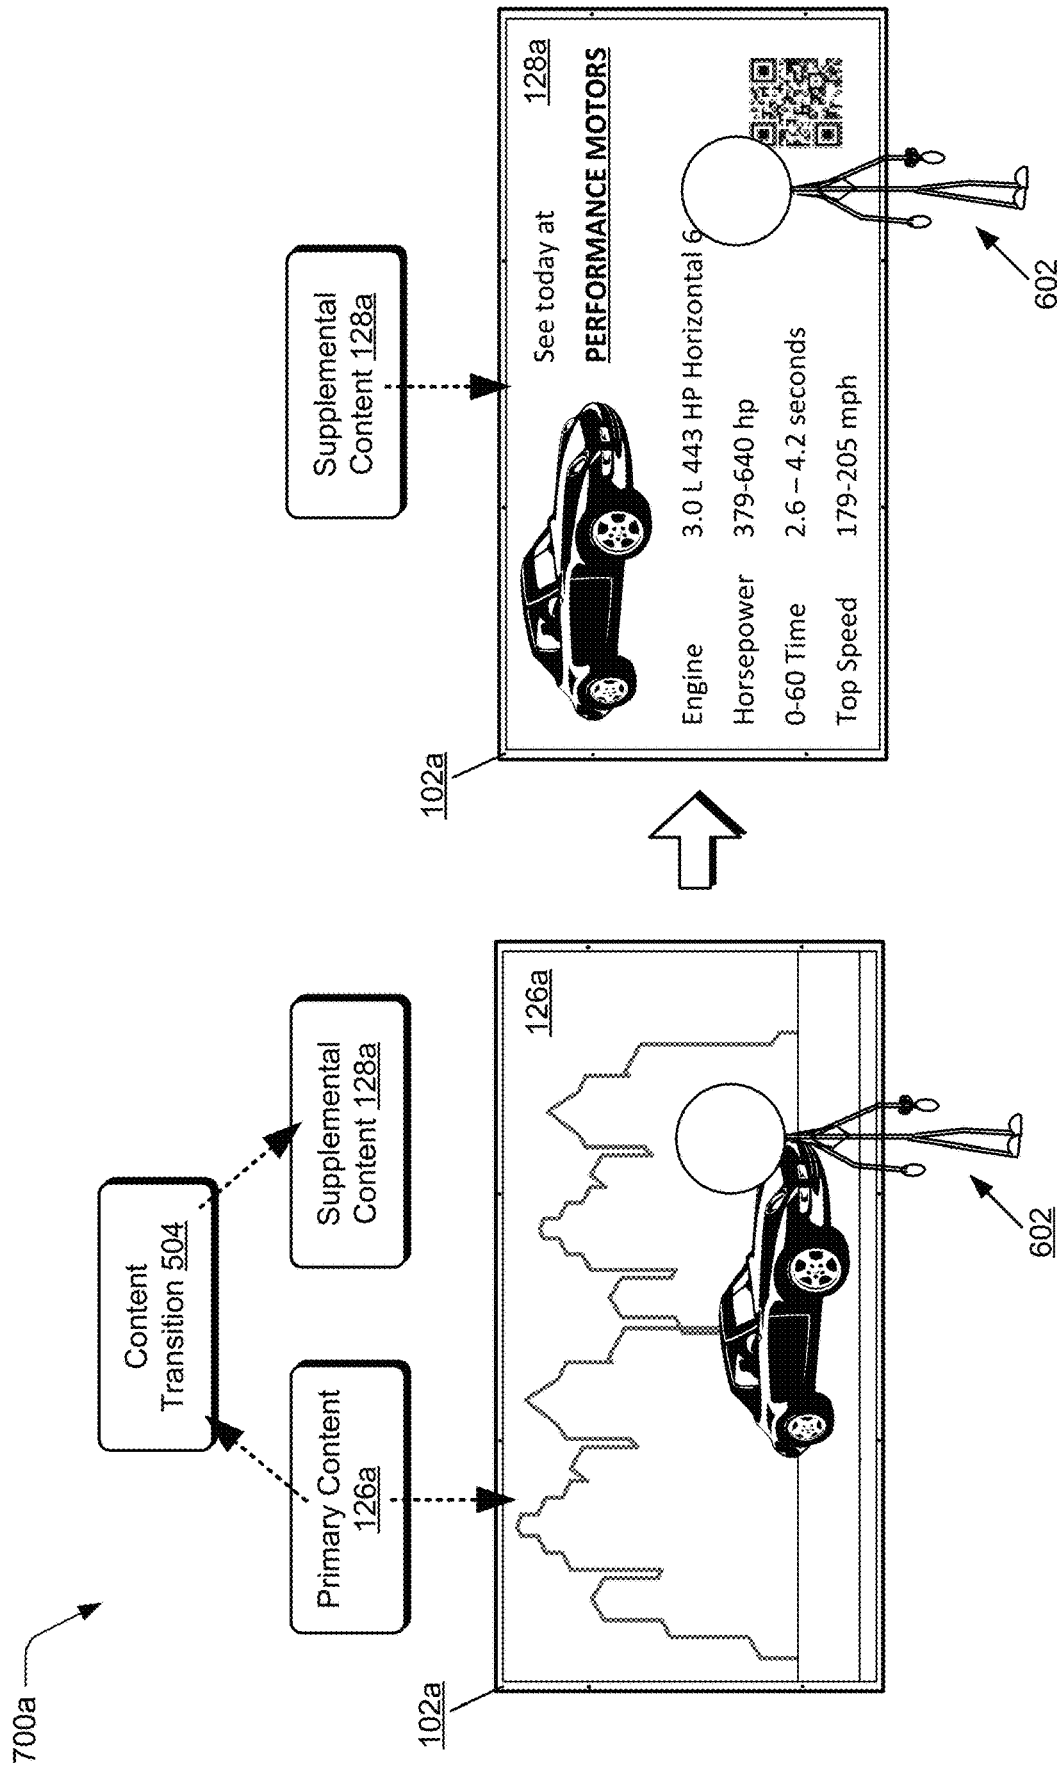 700a
Content
Transition 504
Primary Content
126a
Supplemental
Content 128a
102a
126a
602
Supplemental
Content 128a
102a
128a
See today at
PERFORMANCE MOTORS
Engine 3.0 L 443 HP Horizontal 6
Horsepower 379-640 hp
0-60 Time 2.6 – 4.2 seconds
Top Speed 179-205 mph
602